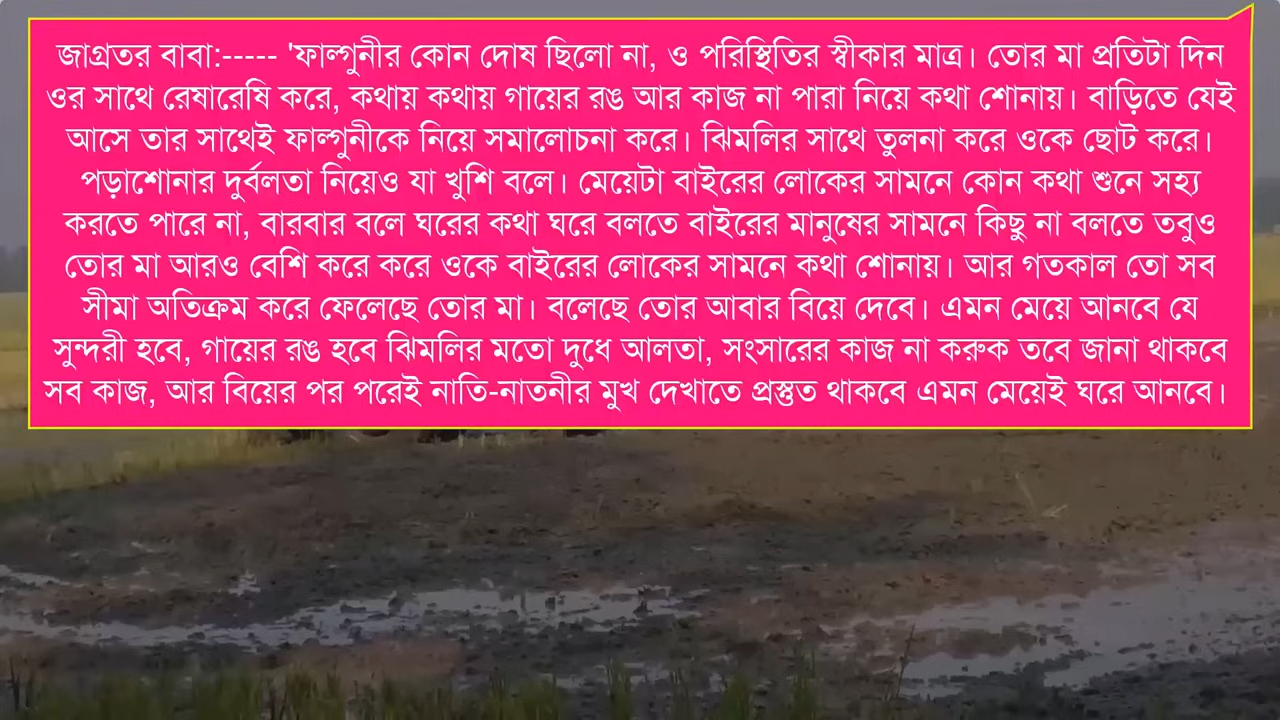 জাগ্রতর বাবা:----- 'ফাল্গুনীর কোন দোষ ছিলো না, ও পরিস্থিতির স্বীকার মাত্র। তোর মা প্রতিটা দিন
ওর সাথে রেষারেষি করে, কথায় কথায় গায়ের রঙ আর কাজ না পারা নিয়ে কথা শোনায়। বাড়িতে যেই
আসে তার সাথেই ফাল্গুনীকে নিয়ে সমালোচনা করে। ঝিমলির সাথে তুলনা করে ওকে ছোট করে।
পড়াশোনার দুর্বলতা নিয়েও যা খুশি বলে। মেয়েটা বাইরের লোকের সামনে কোন কথা শুনে সহ্য
করতে পারে না, বারবার বলে ঘরের কথা ঘরে বলতে বাইরের মানুষের সামনে কিছু না বলতে তবুও
তোর মা আরও বেশি করে করে ওকে বাইরের লোকের সামনে কথা শোনায়। আর গতকাল তো সব
সীমা অতিক্রম করে ফেলেছে তোর মা। বলেছে তোর আবার বিয়ে দেবে। এমন মেয়ে আনবে যে
সুন্দরী হবে, গায়ের রঙ হবে ঝিমলির মতো দুধে আলতা, সংসারের কাজ না করুক তবে জানা থাকবে
সব কাজ, আর বিয়ের পর পরেই নাতি-নাতনীর মুখ দেখাতে প্রস্তুত থাকবে এমন মেয়েই ঘরে আনবে।